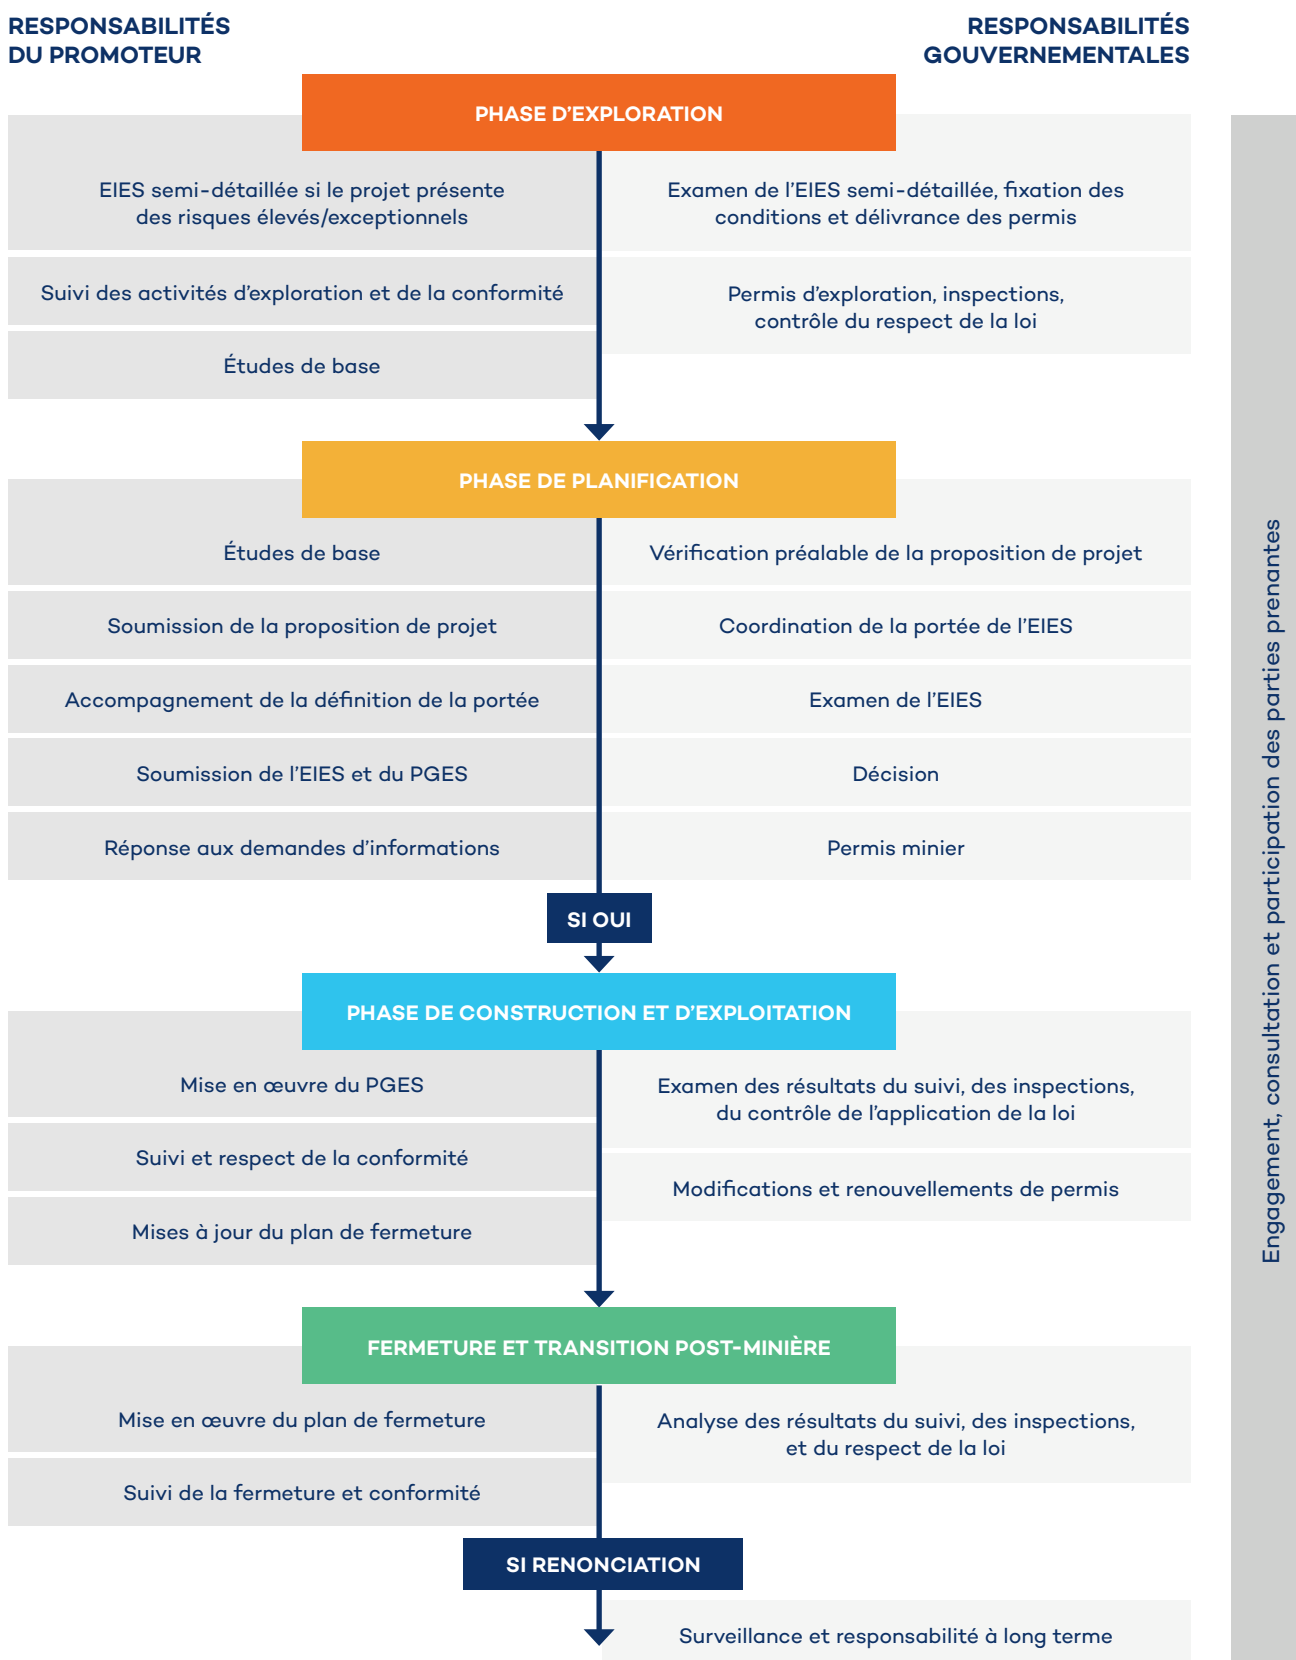 RESPONSABILITÉS
DU PROMOTEUR
RESPONSABILITÉS
GOUVERNEMENTALES
PHASE D'EXPLORATION
EIES semi-détaillée si le projet présente
des risques élevés/exceptionnels
Suivi des activités d'exploration et de la conformité
Études de base
Examen de l'EIES semi-détaillée, fixation des
conditions et délivrance des permis
Permis d'exploration, inspections,
contrôle du respect de la loi
PHASE DE PLANIFICATION
Études de base
Soumission de la proposition de projet
Accompagnement de la définition de la portée
Soumission de l'EIES et du PGES
Réponse aux demandes d'informations
Vérification préalable de la proposition de projet
Coordination de la portée de l'EIES
Examen de l'EIES
Décision
Permis minier
SI OUI
PHASE DE CONSTRUCTION ET D'EXPLOITATION
Mise en œuvre du PGES
Suivi et respect de la conformité
Mises à jour du plan de fermeture
Examen des résultats du suivi, des inspections,
du contrôle de l'application de la loi
Modifications et renouvellements de permis
FERMETURE ET TRANSITION POST-MINIÈRE
Mise en œuvre du plan de fermeture
Suivi de la fermeture et conformité
Analyse des résultats du suivi, des inspections,
et du respect de la loi
SI RENONCIATION
Surveillance et responsabilité à long terme
Engagement, consultation et participation des parties prenantes